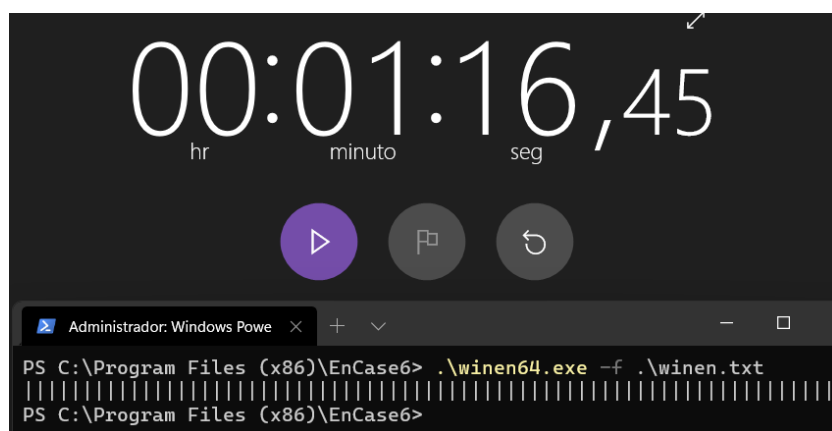 00:01:16,45
hr minuto seg
Administrador: Windows Powe
PS C:\Program Files (x86)\EnCase6> .\winen64.exe -f .\winen.txt
||||||||||||||||||||||||||||||||||||||||||||||||||||||||||||||||||||
PS C:\Program Files (x86)\EnCase6>